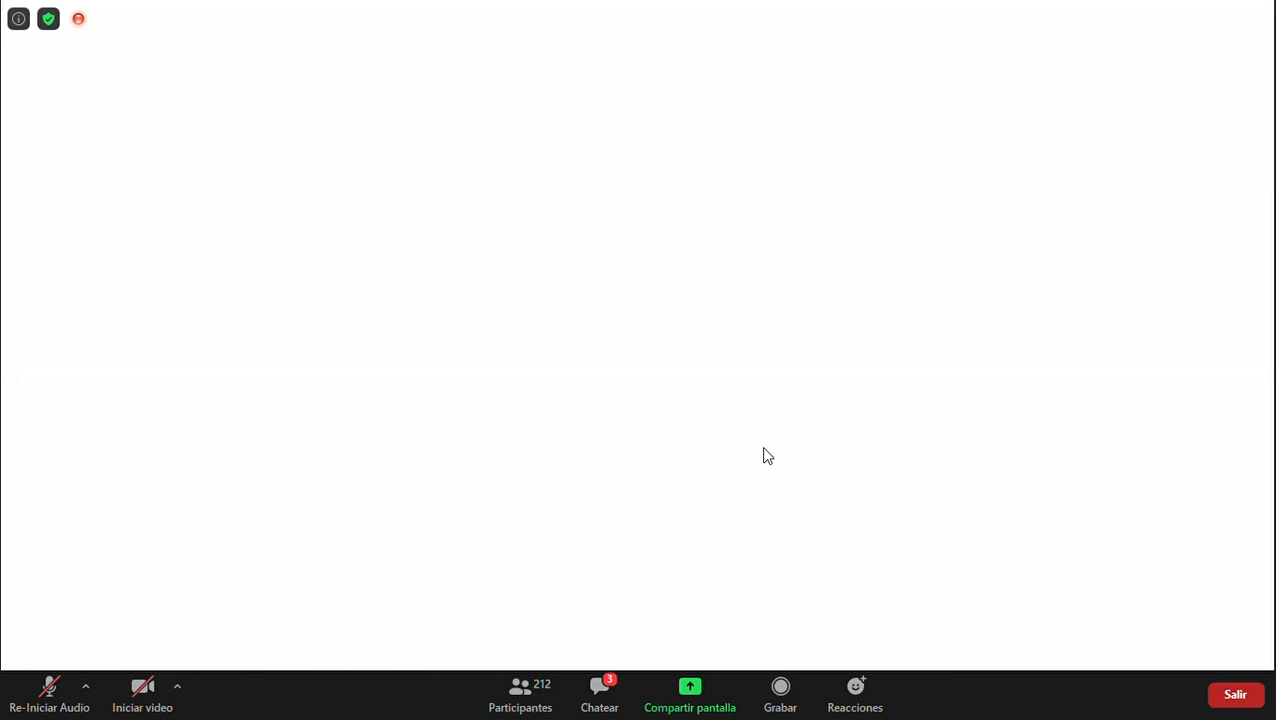 212
3
Re-Iniciar Audio
Iniciar video
Participantes
Chatear
Compartir pantalla
Grabar
Reacciones
Salir